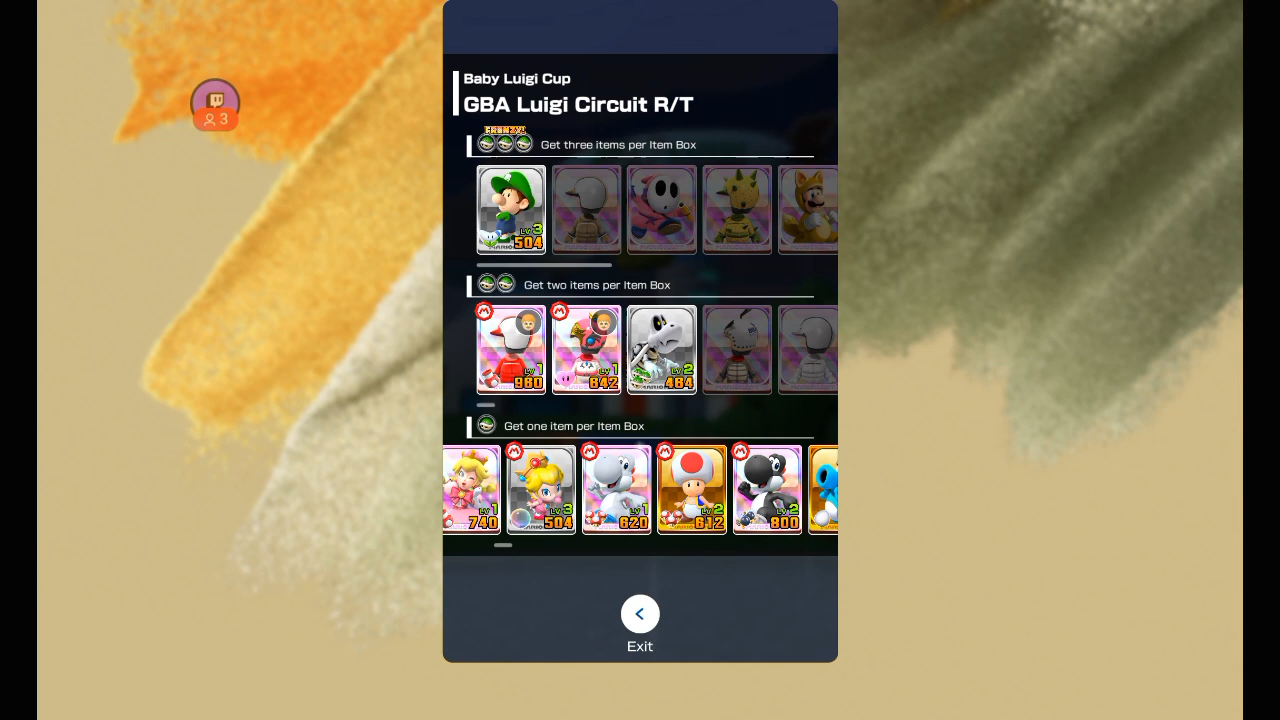 3
Baby Luigi Cup
GBA Luigi Circuit R/T
FRENZY!
Get three items per Item Box
LV 3
504
Get two items per Item Box
LV 1
980
LV 1
642
LV 2
484
Get one item per Item Box
LV 1
740
LV 3
504
LV 1
620
LV 2
612
LV 2
800
Exit